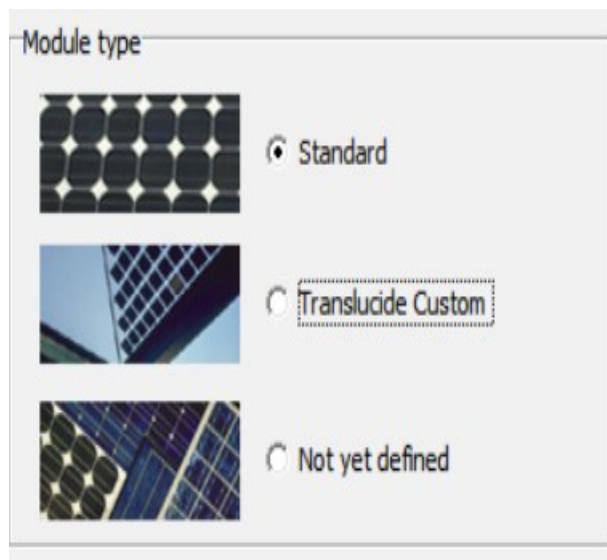 Module type
Standard
Translucide Custom
Not yet defined